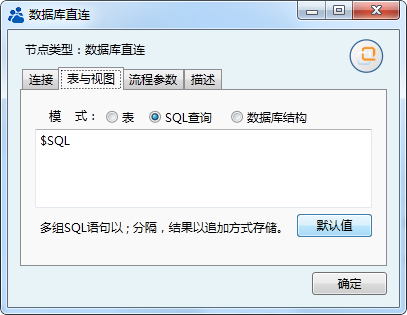 数据库直连
节点类型：数据库直连
连接 表与视图 流程参数 描述
模 式： 表 SQL查询 数据库结构
$SQL
多组SQL语句以 ; 分隔，结果以追加方式存储。 默认值
确定